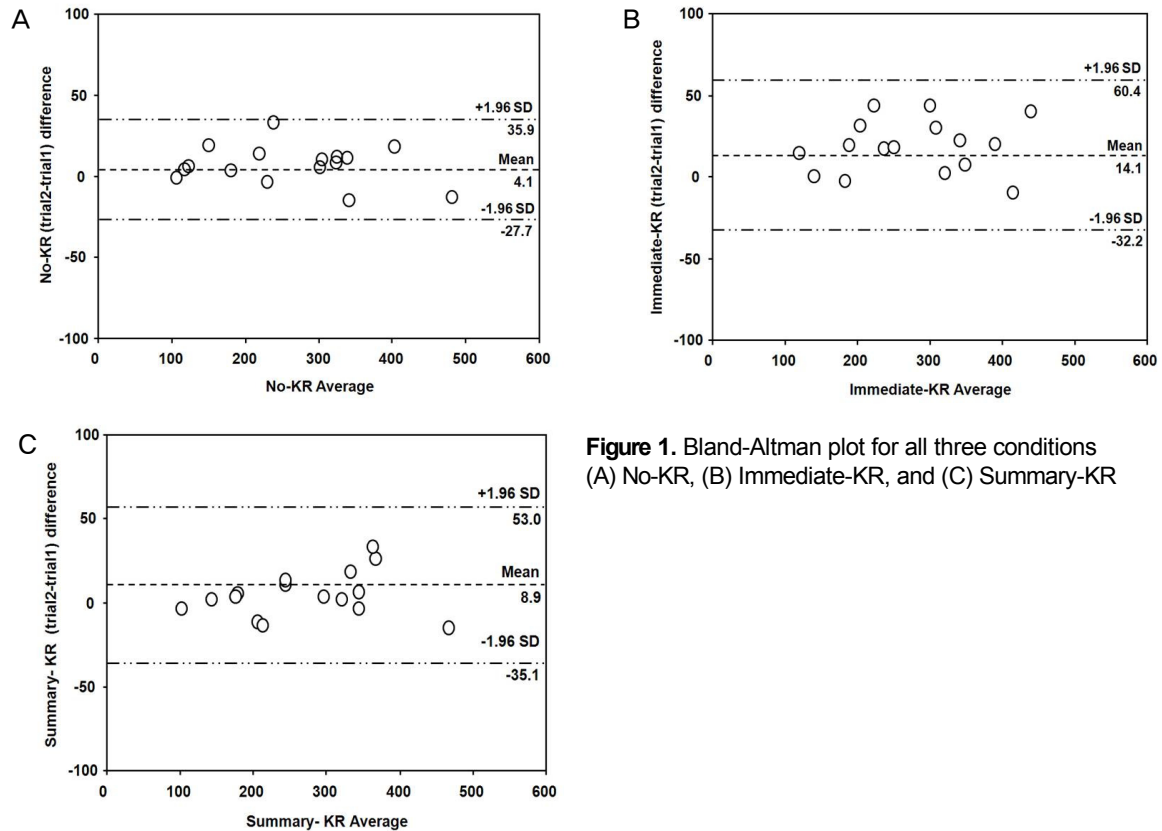 A
100
50
0
-50
-100
No-KR (trial2-trial1) difference
+1.96 SD
35.9
Mean
4.1
-1.96 SD
-27.7
0 100 200 300 400 500 600
No-KR Average
B
100
50
0
-50
-100
Immediate-KR (trial2-trial1) difference
+1.96 SD
60.4
Mean
14.1
-1.96 SD
-32.2
0 100 200 300 400 500 600
Immediate-KR Average
C
100
50
0
-50
-100
Summary- KR (trial2-trial1) difference
+1.96 SD
53.0
Mean
8.9
-1.96 SD
-35.1
100 200 300 400 500 600
Summary- KR Average
Figure 1. Bland-Altman plot for all three conditions
(A) No-KR, (B) Immediate-KR, and (C) Summary-KR